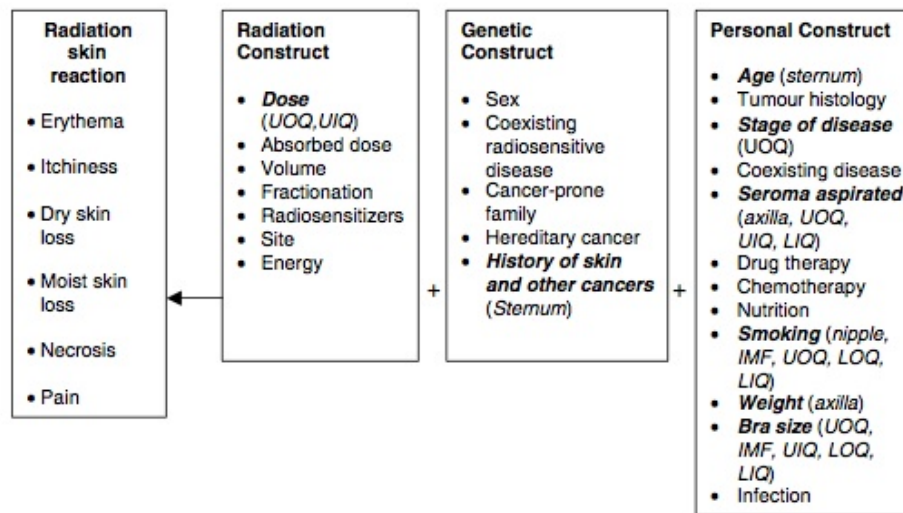 Radiation
skin
reaction
• Erythema
• Itchiness
• Dry skin
loss
• Moist skin
loss
• Necrosis
• Pain
Radiation
Construct
• Dose
(UOQ,UIQ)
• Absorbed dose
• Volume
• Fractionation
• Radiosensitizers
• Site
• Energy
+
Genetic
Construct
• Sex
• Coexisting
radiosensitive
disease
• Cancer-prone
family
• Hereditary cancer
• History of skin
and other cancers
(Sternum)
+
Personal Construct
• Age (sternum)
• Tumour histology
• Stage of disease
(UOQ)
• Coexisting disease
• Seroma aspirated
(axilla, UOQ,
UIQ, LIQ)
• Drug therapy
• Chemotherapy
• Nutrition
• Smoking (nipple,
IMF, UOQ, LOQ,
LIQ)
• Weight (axilla)
• Bra size (UOQ,
IMF, UIQ, LOQ,
LIQ)
• Infection